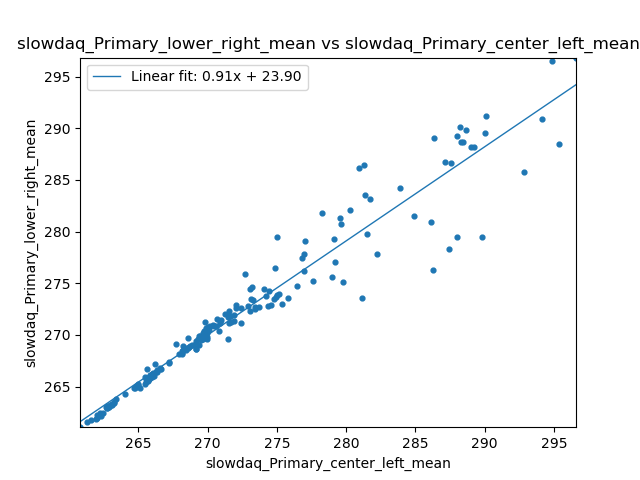 slowdaq_Primary_lower_right_mean vs slowdaq_Primary_center_left_mean
Linear fit: 0.91x + 23.90
slowdaq_Primary_lower_right_mean
295
290
285
280
275
270
265
265 270 275 280 285 290 295
slowdaq_Primary_center_left_mean